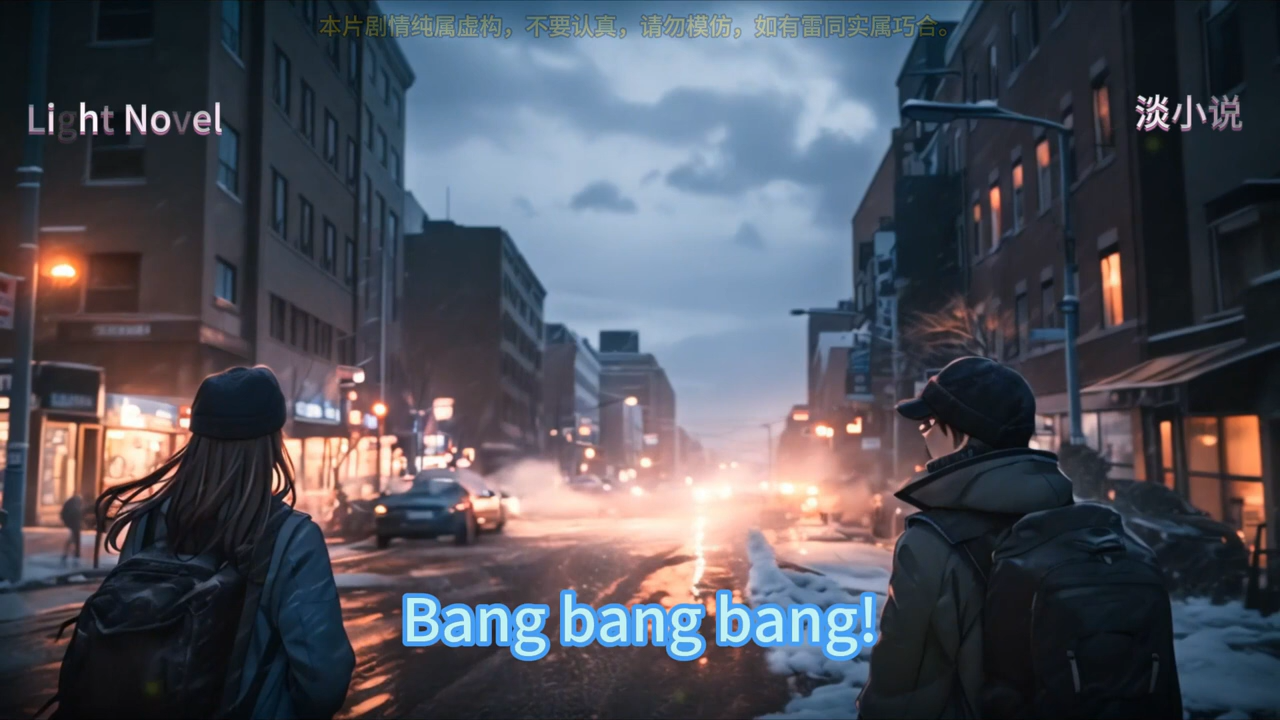 本片剧情纯属虚构，不要认真，请勿模仿，如有雷同实属巧合。
Light Novel
淡小说
Bang bang bang!